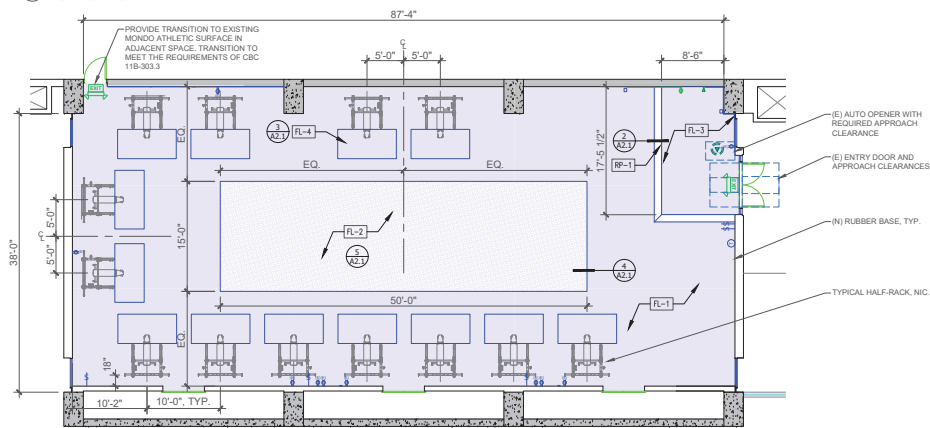 87'-4"
PROVIDE TRANSITION TO EXISTING
MONDO ATHLETIC SURFACE IN
ADJACENT SPACE. TRANSITION TO
MEET THE REQUIREMENTS OF CBC
11B-303.3
5'-0"
5'-0"
8'-6"
EXIT
EQ.
3
A2.1
FL-4
2
A2.1
FL-3
RP-1
17'-5 1/2"
(E) AUTO OPENER WITH
REQUIRED APPROACH
CLEARANCE
(E) ENTRY DOOR AND
APPROACH CLEARANCES
EXIT
EQ.
EQ.
38'-0"
5'-0"
5'-0"
15'-0"
FL-2
5
A2.1
4
A2.1
(N) RUBBER BASE, TYP.
50'-0"
FL-1
TYPICAL HALF-RACK, NIC.
EQ.
18"
10'-2"
10'-0", TYP.